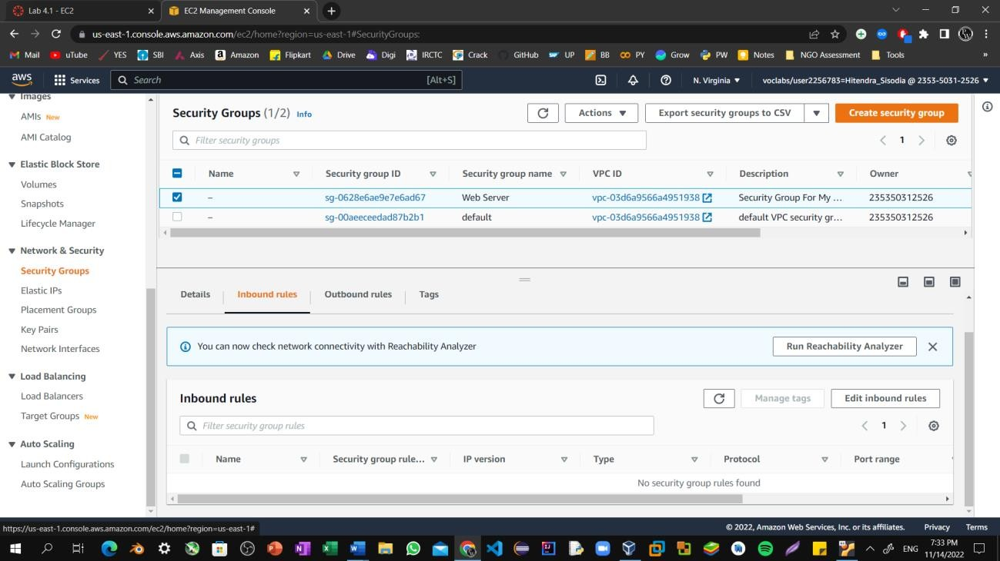 Lab 4.1 - EC2
EC2 Management Console
us-east-1.console.aws.amazon.com/ec2/home?region=us-east-1#SecurityGroups:
Mail uTube YES SBI Axis Amazon Flipkart Drive Digi IRCTC Crack GitHub UP BB PY Grow PW Notes NGO Assessment Tools »
aws Services Search [Alt+S] N. Virginia voclabs/user2256783=Hitendra_Sisodia @ 2353-5031-2526
Images
AMIs New
AMI Catalog
Elastic Block Store
Volumes
Snapshots
Lifecycle Manager
Network & Security
Security Groups
Elastic IPs
Placement Groups
Key Pairs
Network Interfaces
Load Balancing
Load Balancers
Target Groups New
Auto Scaling
Launch Configurations
Auto Scaling Groups
Security Groups (1/2) Info Actions Export security groups to CSV Create security group
Filter security groups 1
Name Security group ID Security group name VPC ID Description Owner
– sg-0628e6ae9e7e6ad67 Web Server vpc-03d6a9566a4951938 Security Group For My ... 235350312526
– sg-00aeeceedad87b2b1 default vpc-03d6a9566a4951938 default VPC security gr... 235350312526
Details Inbound rules Outbound rules Tags
You can now check network connectivity with Reachability Analyzer Run Reachability Analyzer
Inbound rules Manage tags Edit inbound rules
Filter security group rules 1
Name Security group rule... IP version Type Protocol Port range
No security group rules found
https://us-east-1.console.aws.amazon.com/ec2/home?region=us-east-1#
© 2022, Amazon Web Services, Inc. or its affiliates. Privacy Terms
ENG 7:33 PM
11/14/2022